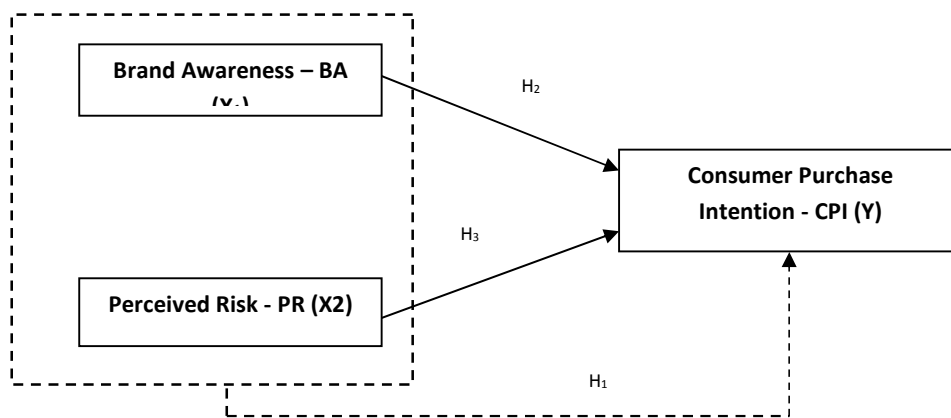 Brand Awareness – BA
H₂
Consumer Purchase
Intention - CPI (Y)
H₃
Perceived Risk - PR (X2)
H₁